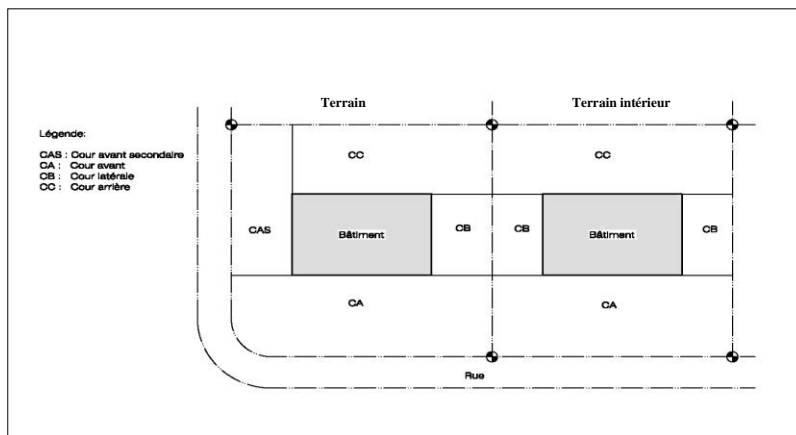 Terrain
Terrain intérieur
Légende:
CAS : Cour avant secondaire
CA : Cour avant
CB : Cour latérale
CC : Cour arrière
CC
CC
CAS
Bâtiment
CB
CB
Bâtiment
CB
CA
CA
Rue